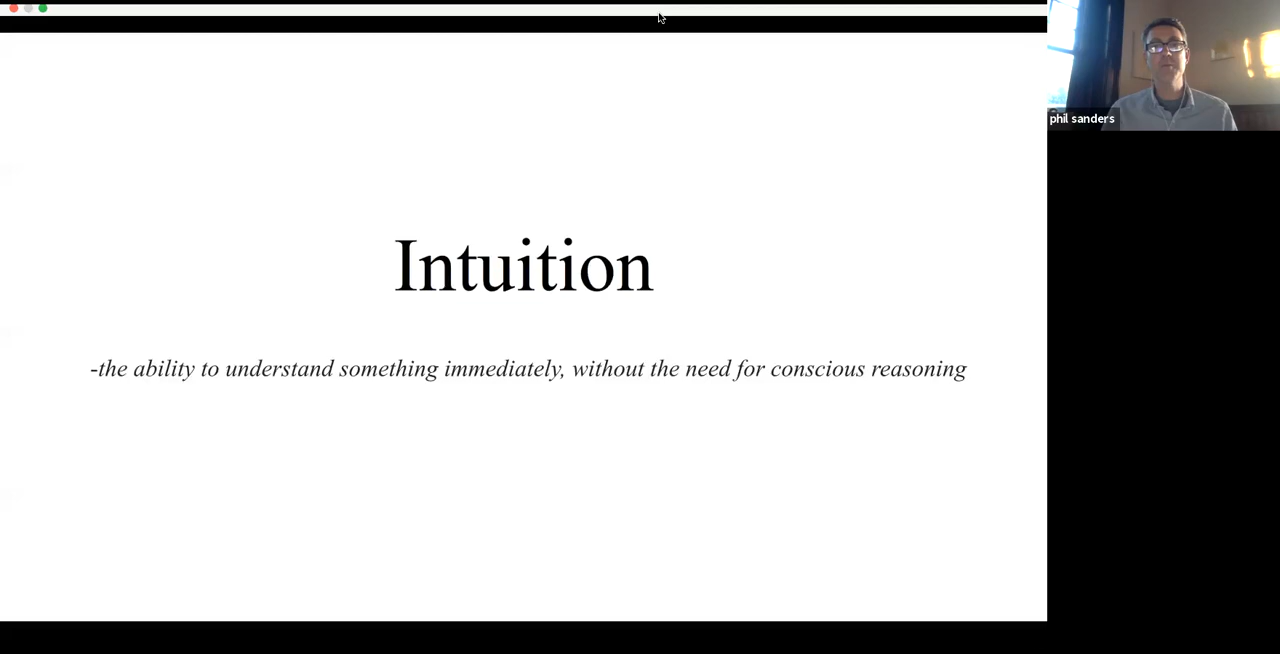 Intuition
-the ability to understand something immediately, without the need for conscious reasoning
phil sanders